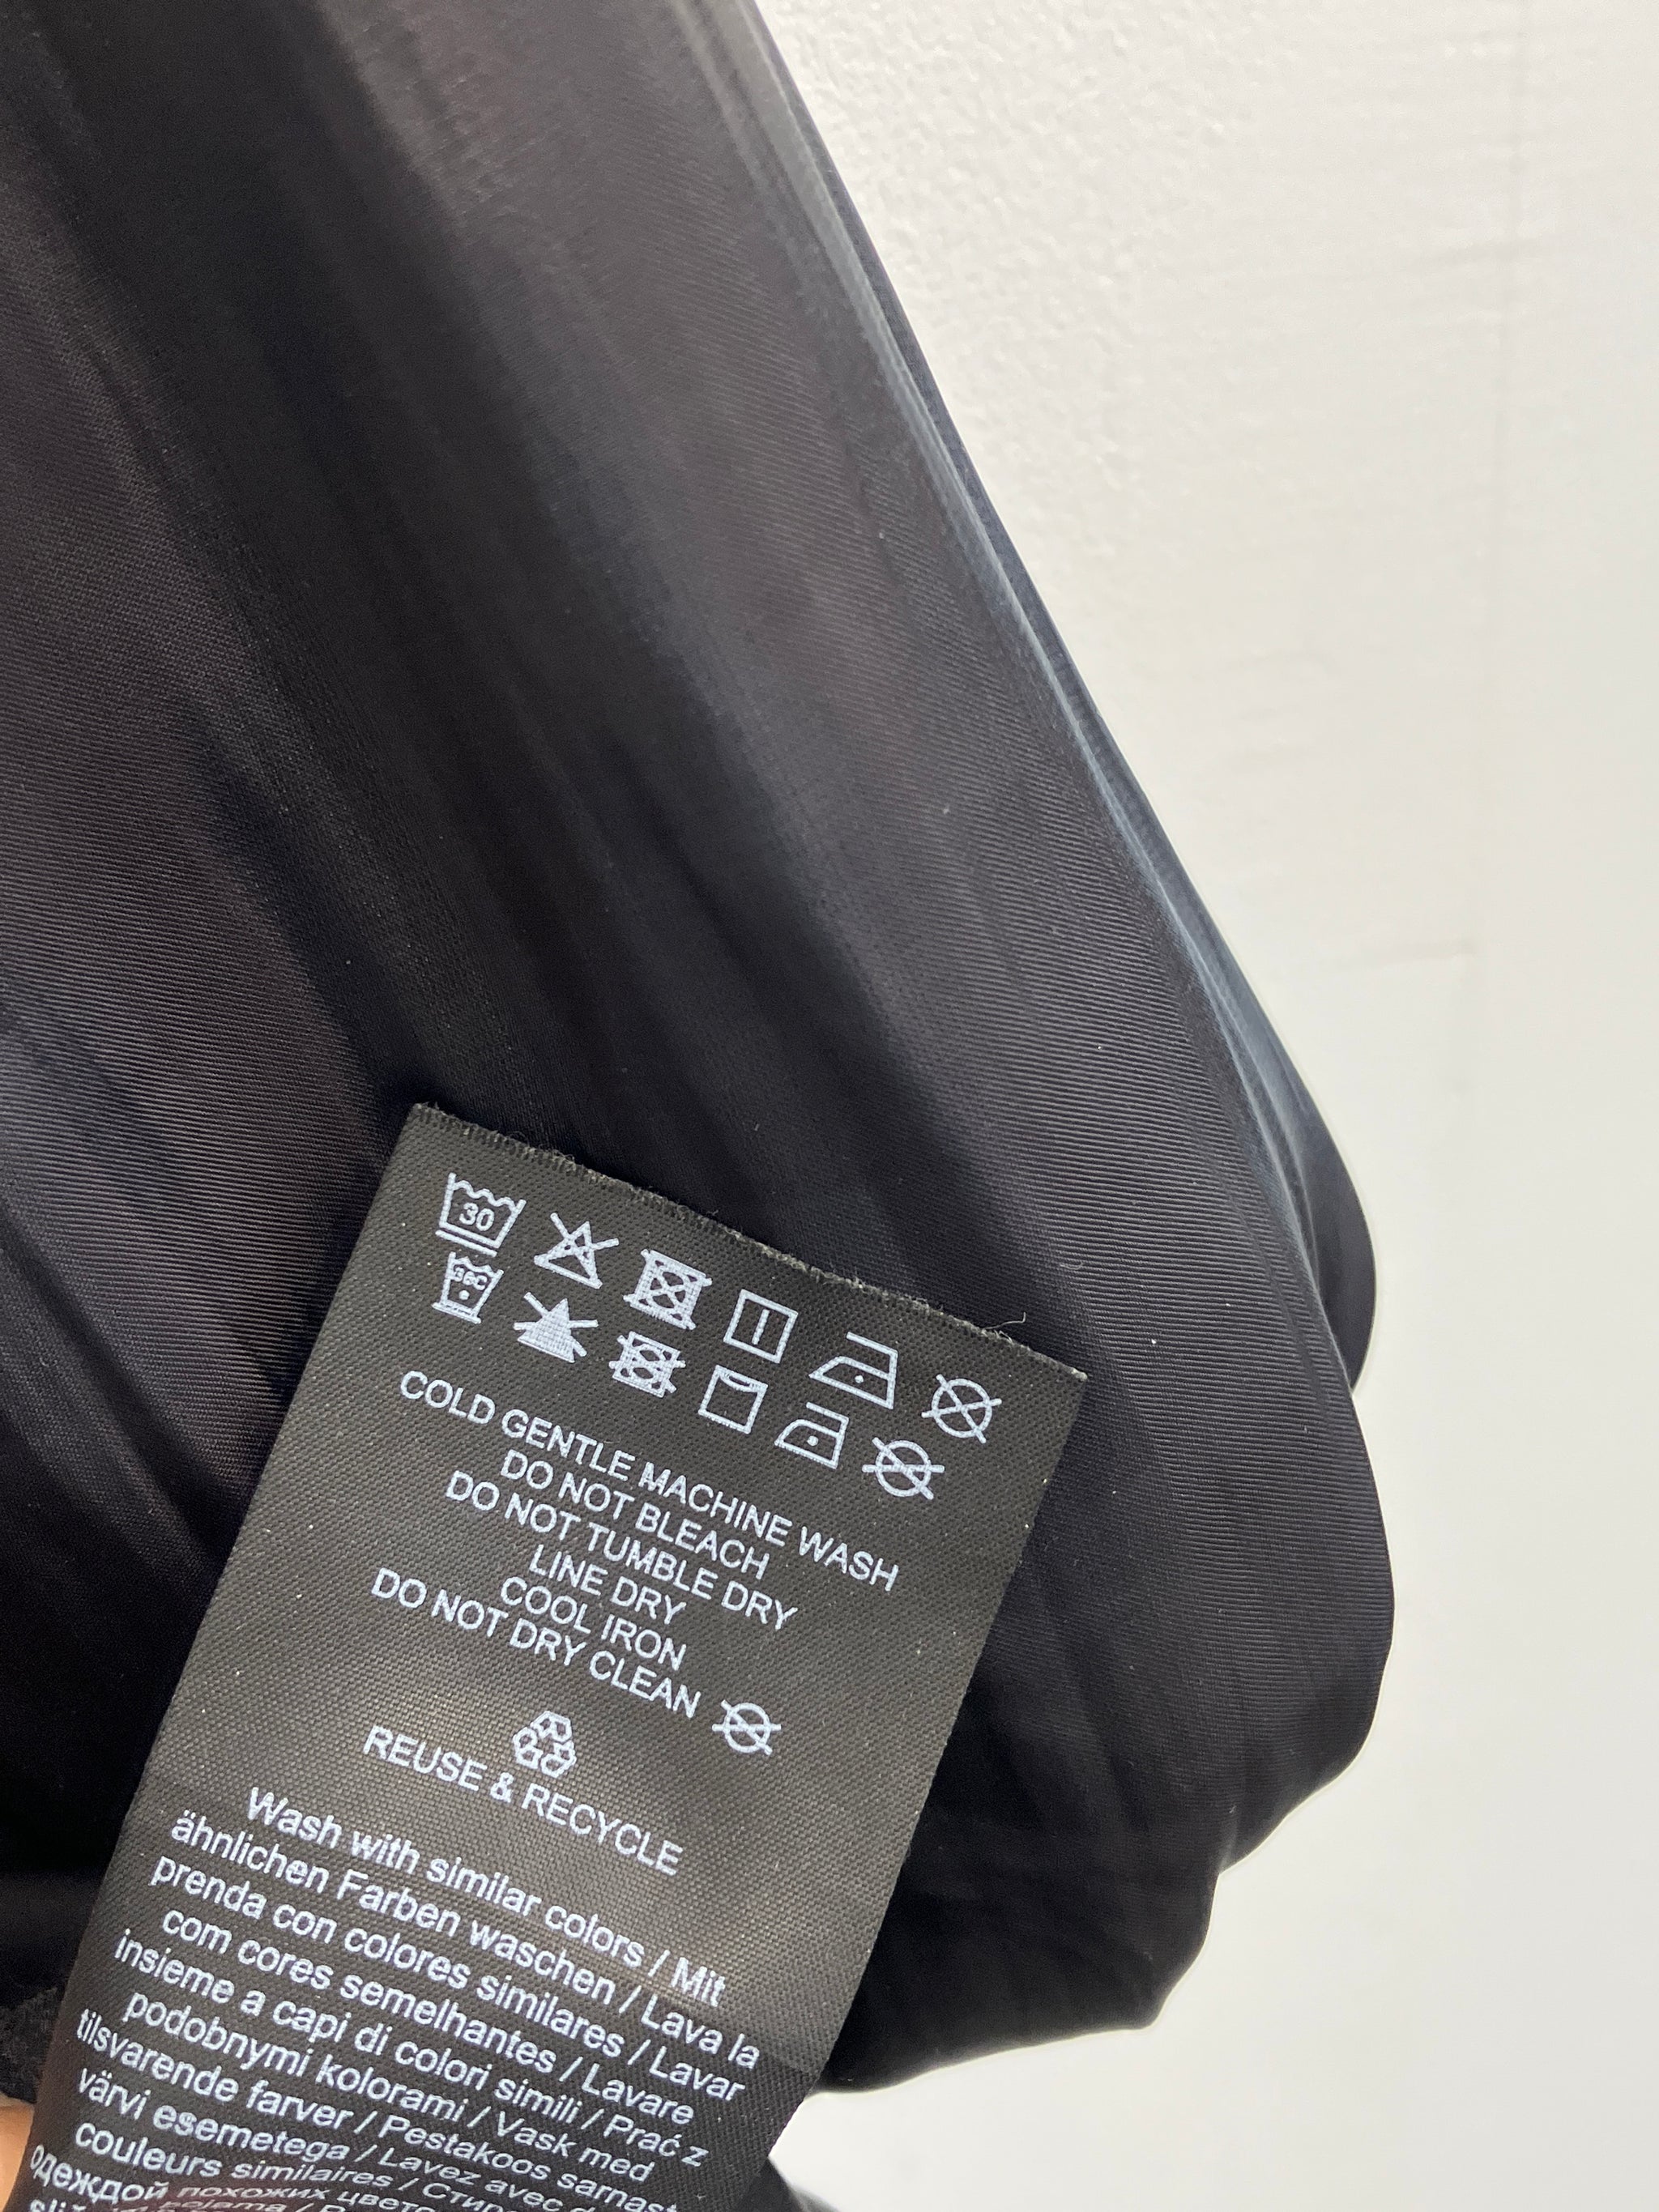 30
30C
COLD GENTLE MACHINE WASH
DO NOT BLEACH
DO NOT TUMBLE DRY
LINE DRY
COOL IRON
DO NOT DRY CLEAN
REUSE & RECYCLE
Wash with similar colors / Mit
ähnlichen Farben waschen / Lava la
prenda con colores similares / Lavar
com cores semelhantes / Lavare
insieme a capi di colori simili / Prać z
podobnymi kolorami / Vask med
tilsvarende farver / Pestakoos sarnast
värvi esemetega / Lavez avec
couleurs similaires /
одеждой похожих